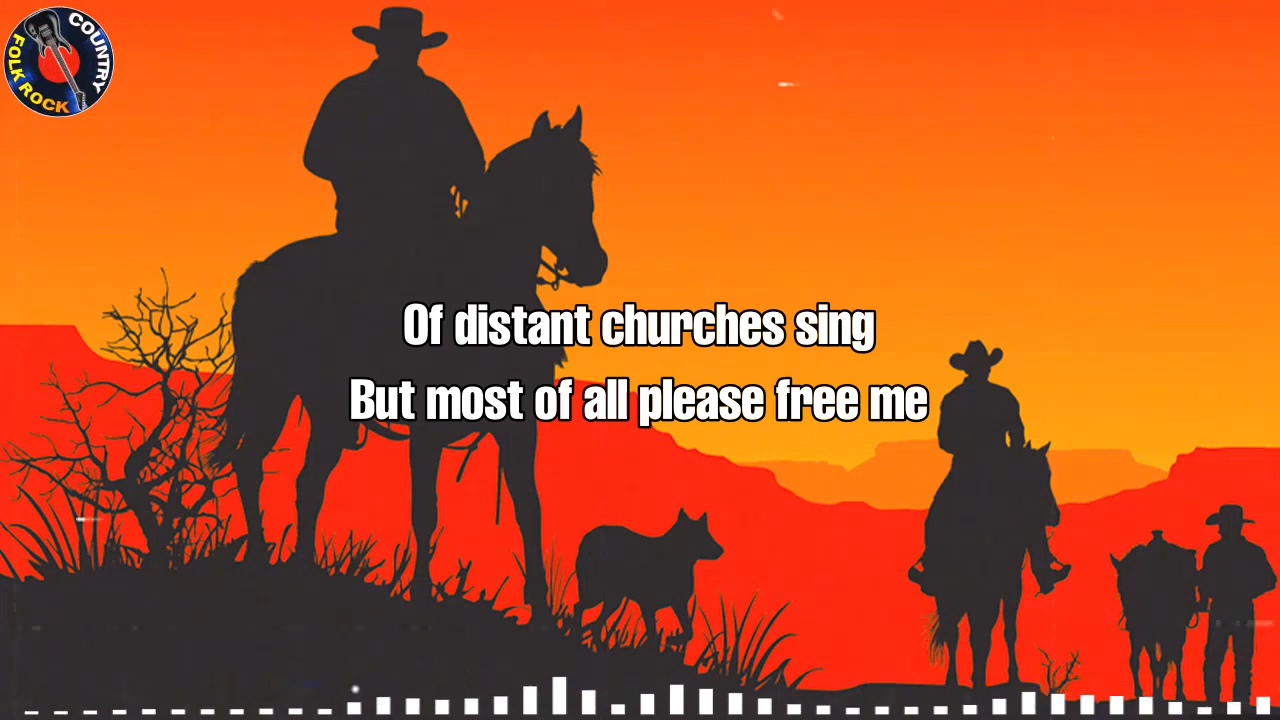 COUNTRY
FOLK ROCK
Of distant churches sing
But most of all please free me